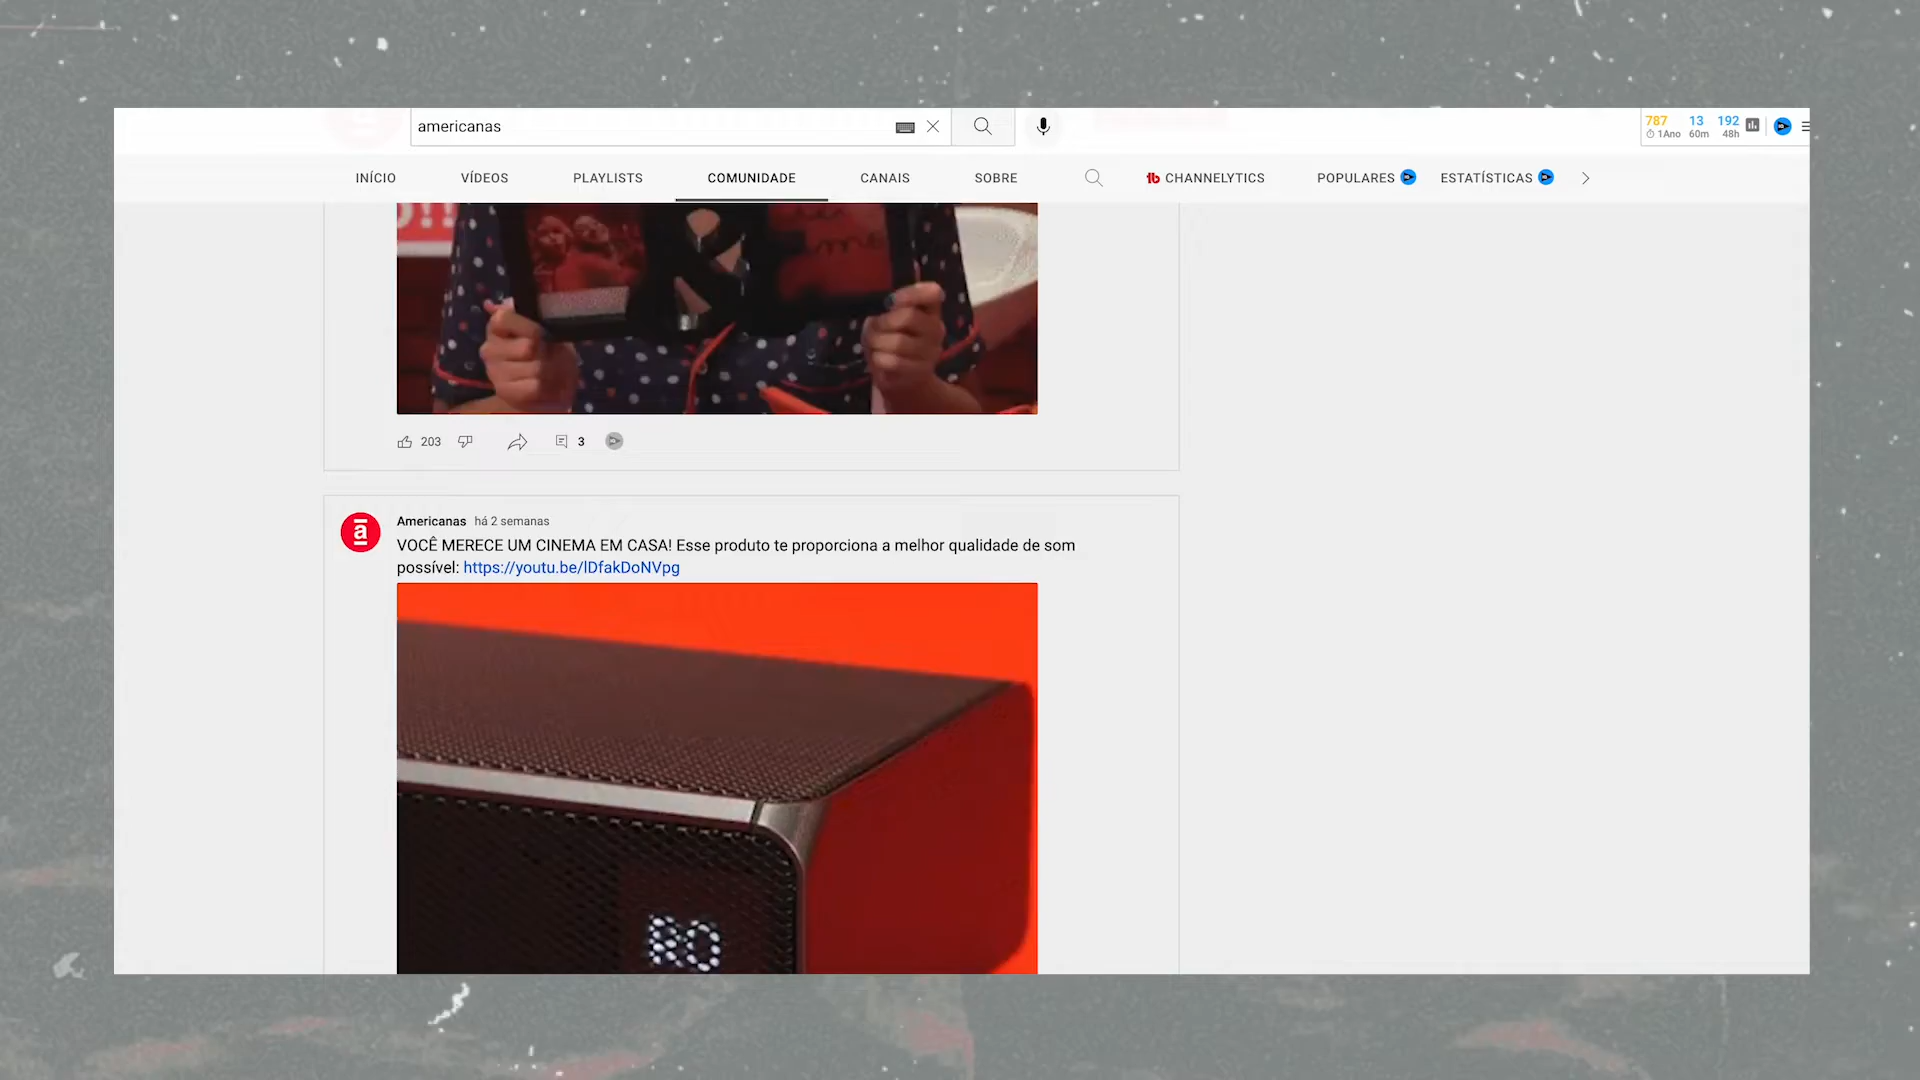 americanas
787 13 192
1Ano 60m 48h
INÍCIO VÍDEOS PLAYLISTS COMUNIDADE CANAIS SOBRE CHANNELYTICS POPULARES ESTATÍSTICAS
203 3
Americanas há 2 semanas
VOCÊ MERECE UM CINEMA EM CASA! Esse produto te proporciona a melhor qualidade de som
possível: https://youtu.be/lDfakDoNVpg